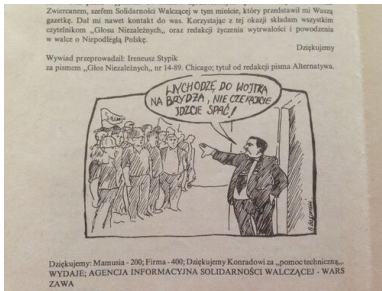 Zwiercanem, szefem Solidarności Walczącej w tym mincie, który przedstawił mi Waszą
gazetkę. Dał mi nawet kontakt do was. Korzystając z tej okazji składam wszystkim
czytelnikom „Głosu Niezależnych„ oraz redakcji życzenia wytrwałości i powodzenia
w walce o Niepodległą Polskę.
Dziękujemy
Wywiad przeprowadził: Ireneusz Stypik
za pismem „Głos Niezależnych„, nr 14-89. Chicago; tytuł od redakcji pisma Alternatywa.
WYCHODZĘ DO WOJTKA
NA BRYDŻA, NIE CZEKAJCIE
IDZCIE SPAĆ!
Dziękujemy: Mamusia - 200; Firma - 400; Dziękujemy Konradowi za „pomoc techniczną„.
WYDAJE; AGENCJA INFORMACYJNA SOLIDARNOŚCI WALCZĄCEJ - WARS
ZAWA